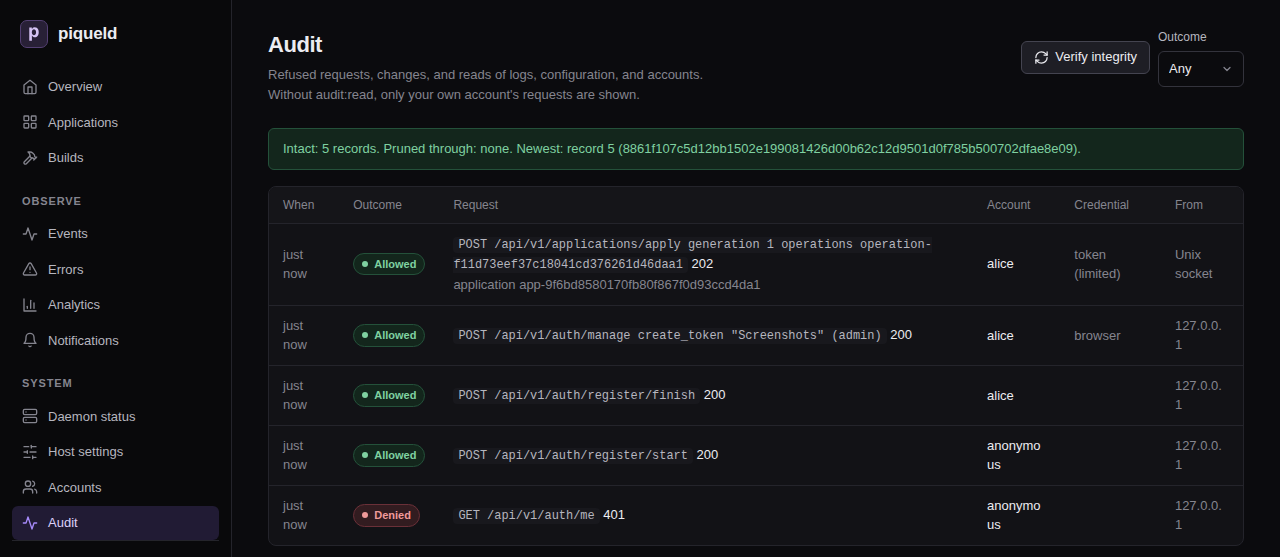 p piqueld
Overview
Applications
Builds
OBSERVE
Events
Errors
Analytics
Notifications
SYSTEM
Daemon status
Host settings
Accounts
Audit
Audit
Refused requests, changes, and reads of logs, configuration, and accounts.
Without audit:read, only your own account's requests are shown.
Verify integrity
Outcome
Any
Intact: 5 records. Pruned through: none. Newest: record 5 (8861f107c5d12bb1502e199081426d00b62c12d9501d0f785b500702dfae8e09).
When Outcome Request Account Credential From
just now Allowed POST /api/v1/applications/apply generation 1 operations operation-
f11d73eef37c18041cd376261d46daa1 202
application app-9f6bd8580170fb80f867f0d93ccd4da1
alice token (limited) Unix socket
just now Allowed POST /api/v1/auth/manage create_token "Screenshots" (admin) 200 alice browser 127.0.0.1
just now Allowed POST /api/v1/auth/register/finish 200 alice 127.0.0.1
just now Allowed POST /api/v1/auth/register/start 200 anonymous 127.0.0.1
just now Denied GET /api/v1/auth/me 401 anonymous 127.0.0.1